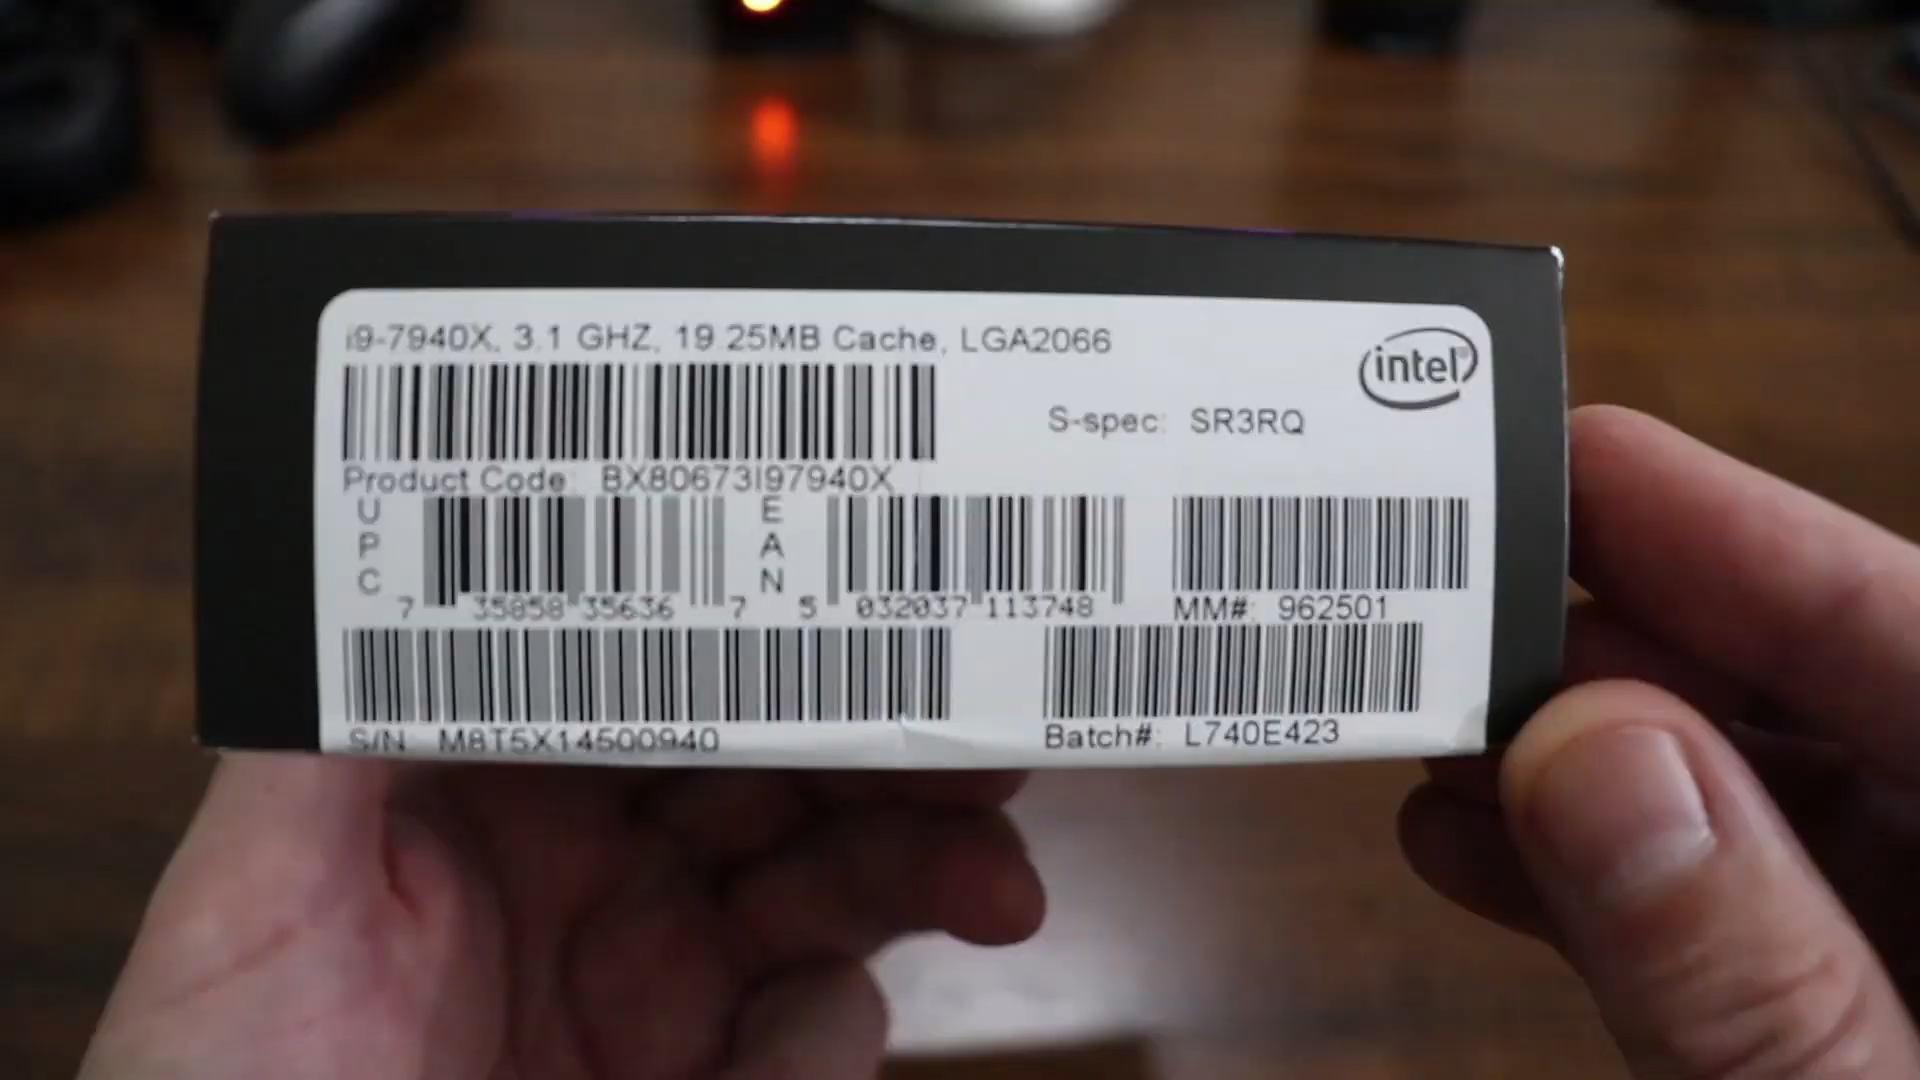 i9-7940X, 3.1 GHZ, 19.25MB Cache, LGA2066
intel®
S-spec: SR3RQ
Product Code: BX80673I97940X
UPC
7 35858 35636 7
EAN
5 032037 113748
MM#: 962501
S/N: M8T5X14500940
Batch#: L740E423